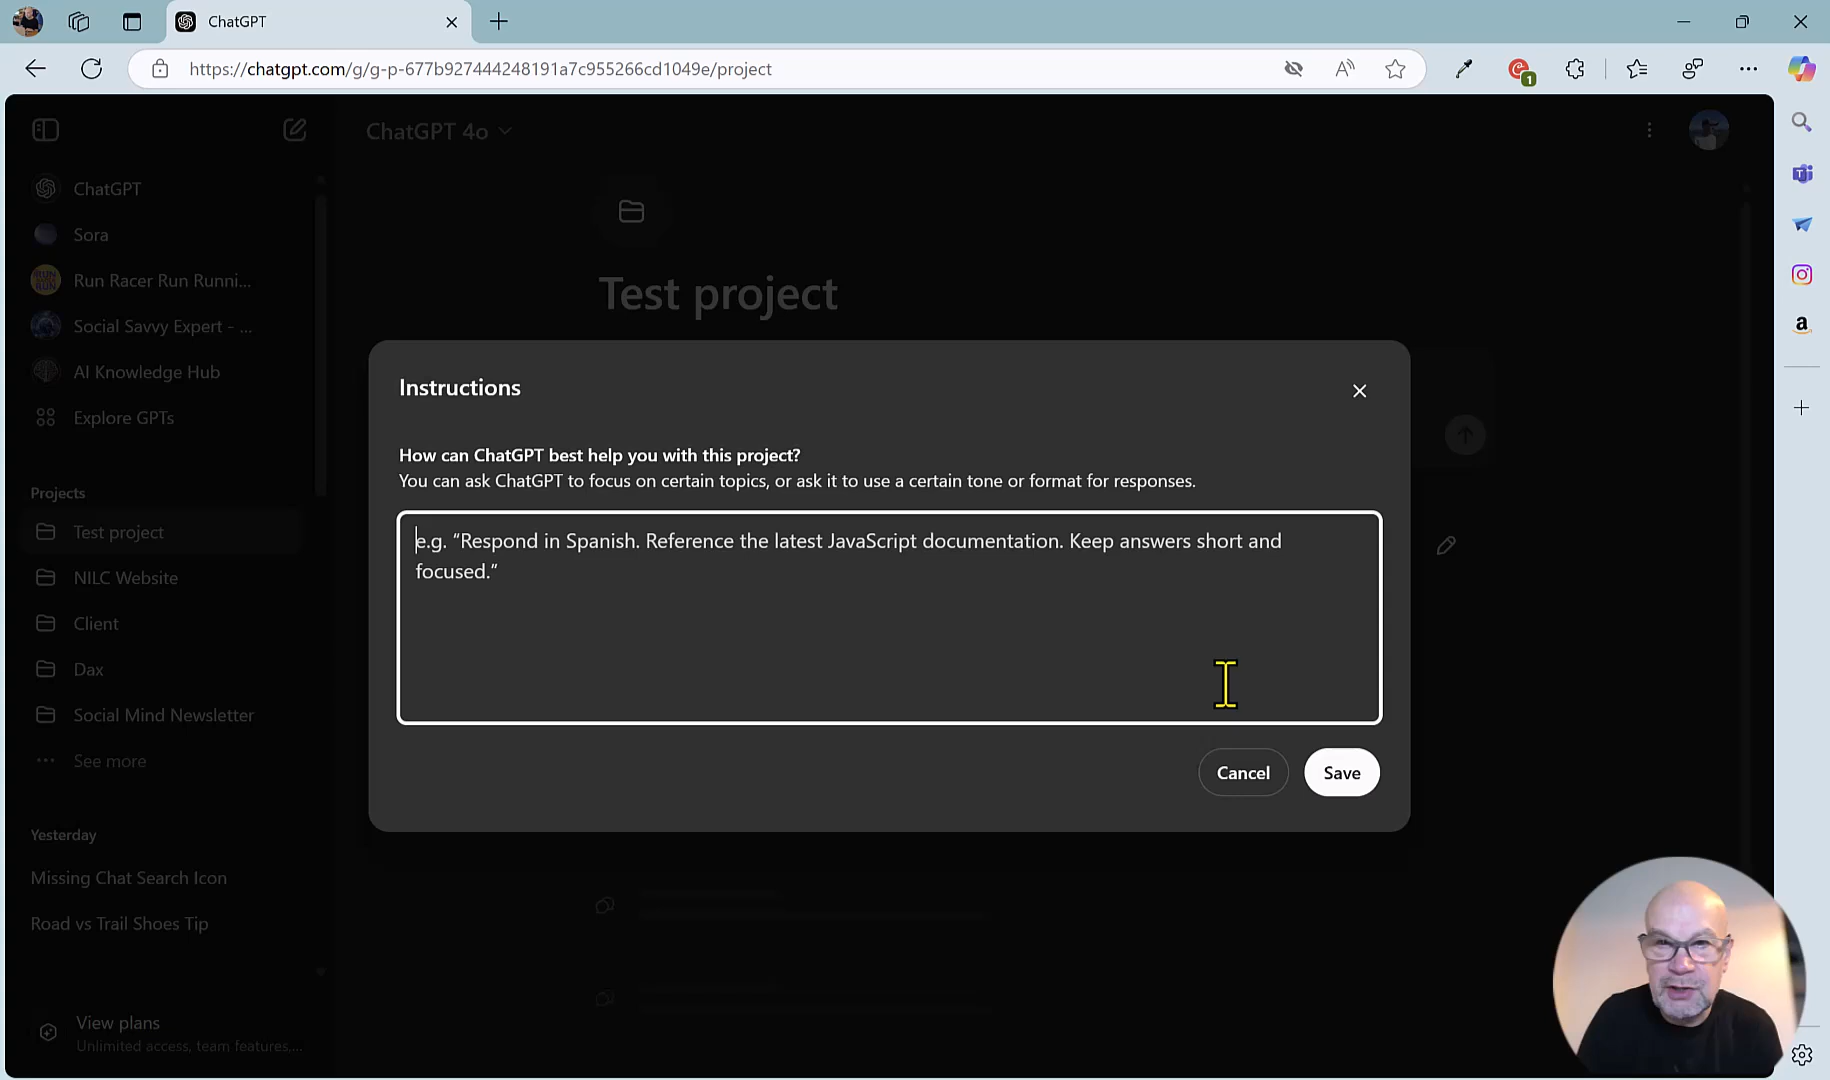 ChatGPT
https://chatgpt.com/g/g-p-677b927444248191a7c955266cd1049e/project
1
ChatGPT 4o
ChatGPT
Sora
Run Racer Run Runni...
Social Savvy Expert - ...
AI Knowledge Hub
Explore GPTs
Projects
Test project
NILC Website
Client
Dax
Social Mind Newsletter
See more
Yesterday
Missing Chat Search Icon
Road vs Trail Shoes Tip
View plans
Unlimited access, team features,...
Test project
Instructions
How can ChatGPT best help you with this project?
You can ask ChatGPT to focus on certain topics, or ask it to use a certain tone or format for responses.
e.g. “Respond in Spanish. Reference the latest JavaScript documentation. Keep answers short and
focused.”
Cancel
Save